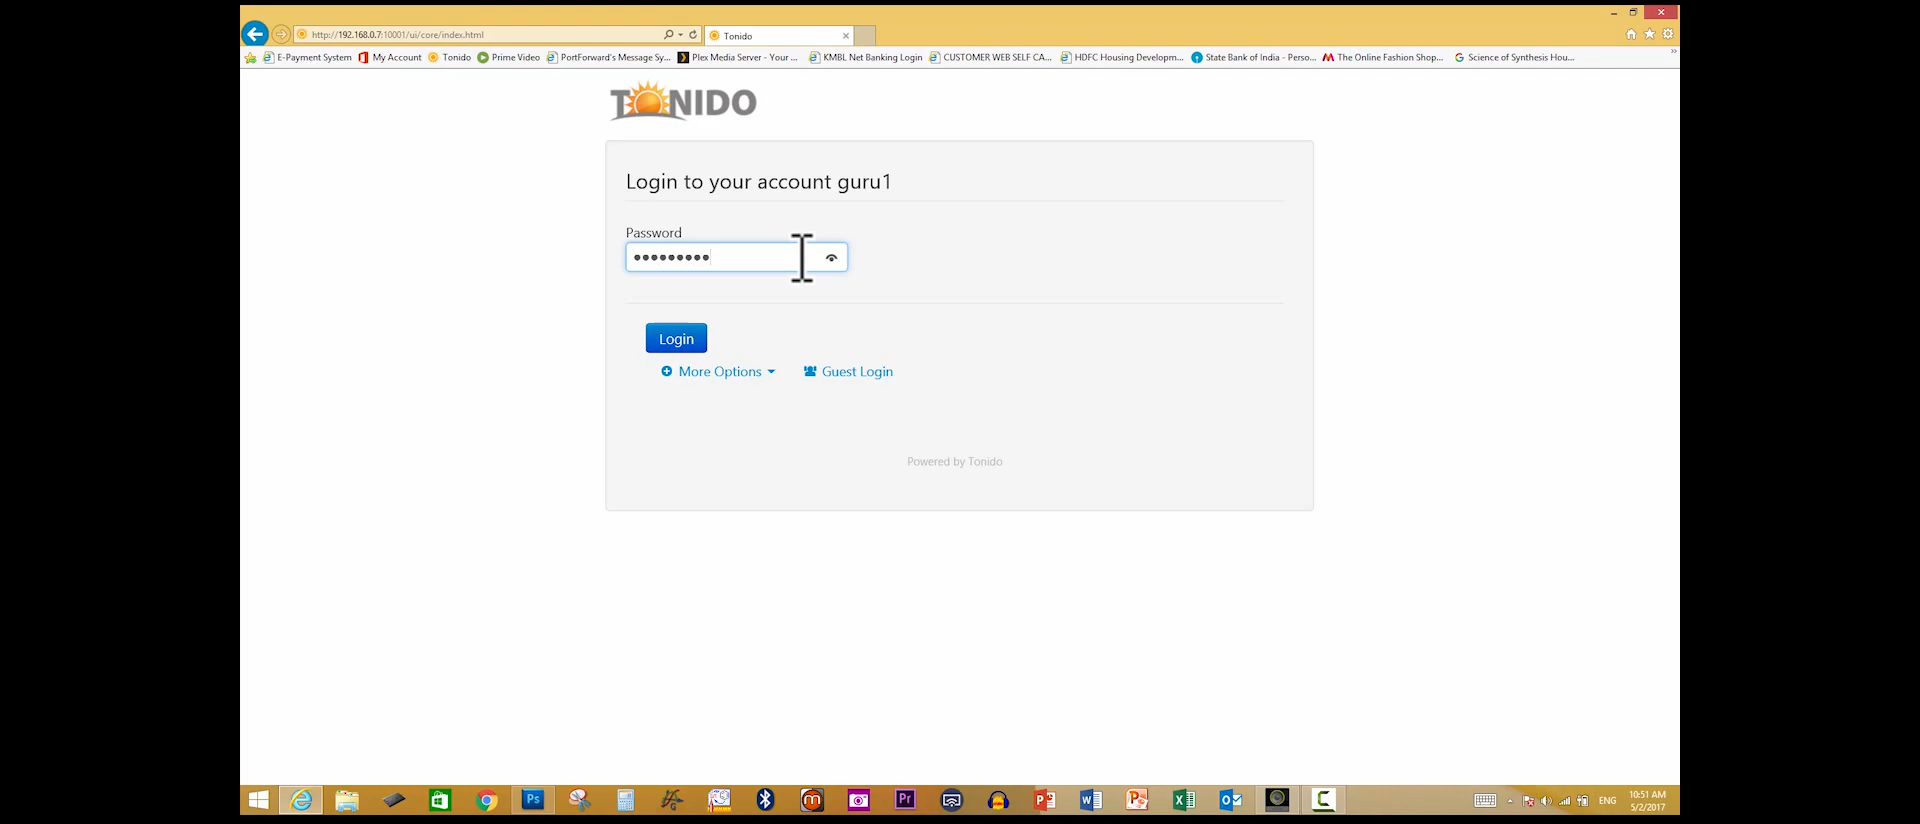 http://192.168.0.7:10001/ui/core/index.html
Tonido
E-Payment System
My Account
Tonido
Prime Video
PortForward's Message Sy...
Plex Media Server - Your ...
KMBL Net Banking Login
CUSTOMER WEB SELF CA...
HDFC Housing Developm...
State Bank of India - Perso...
The Online Fashion Shop...
Science of Synthesis Hou...
TONIDO
Login to your account guru1
Password
Login
More Options
Guest Login
Powered by Tonido
ENG
10:51 AM
5/2/2017